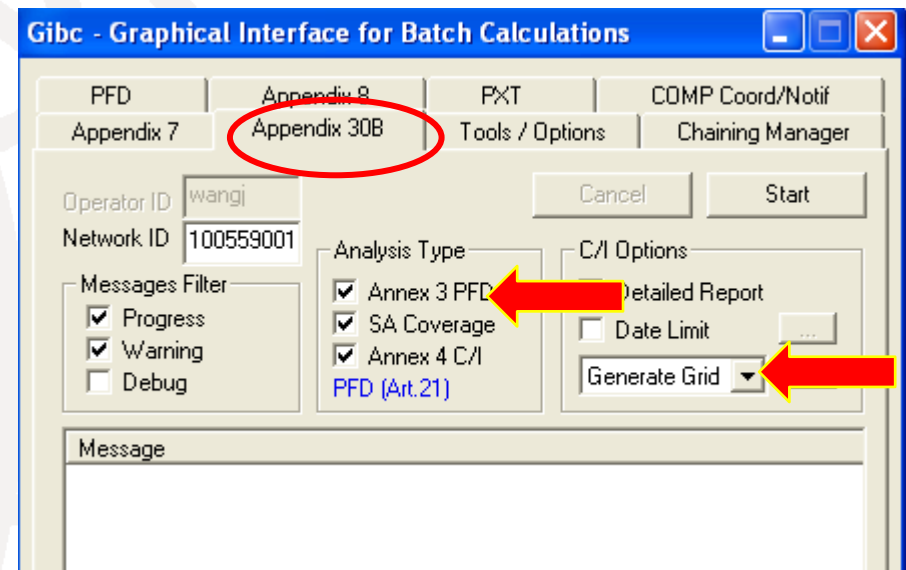 Gibc - Graphical Interface for Batch Calculations
PFD Appendix 8 PXT COMP Coord/Notif
Appendix 7 Appendix 30B Tools / Options Chaining Manager
Operator ID wangj Cancel Start
Network ID 100559001
Analysis Type C/I Options
Messages Filter
Annex 3 PFD Detailed Report
Progress
SA Coverage Date Limit ...
Warning
Annex 4 C/I
Debug
PFD (Art.21) Generate Grid
Message